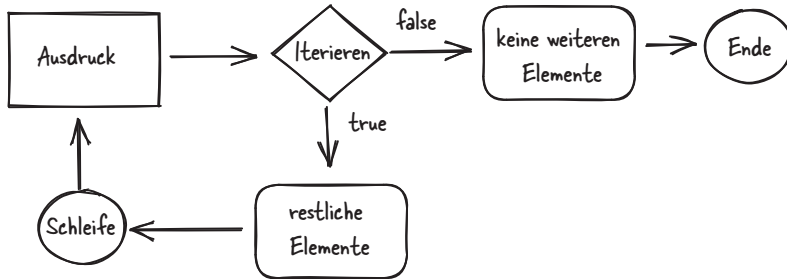 Ausdruck
Iterieren
false
keine weiteren
Elemente
Ende
true
restliche
Elemente
Schleife